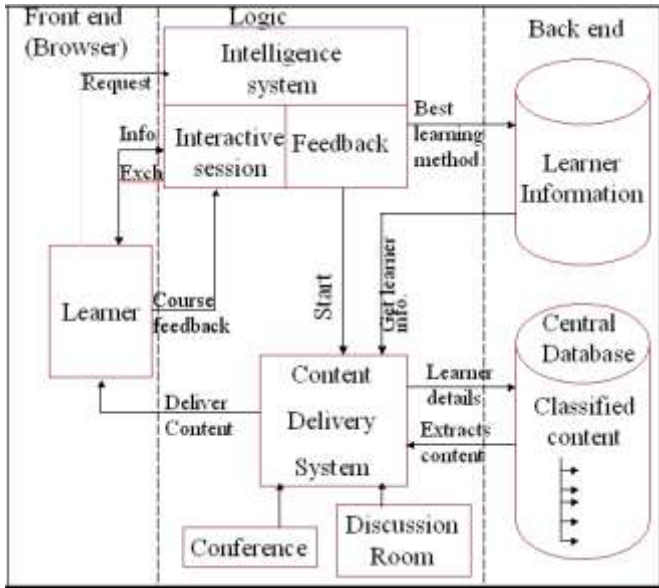 Front end
(Browser)
Logic
Back end
Intelligence
system
Request
Info
Exch
Interactive
session
Feedback
Best
learning
method
Learner
Information
Learner
Course
feedback
Start
Get learner
info.
Central
Database
Classified
content
Content
Delivery
System
Learner
details
Extracts
content
Deliver
Content
Conference
Discussion
Room